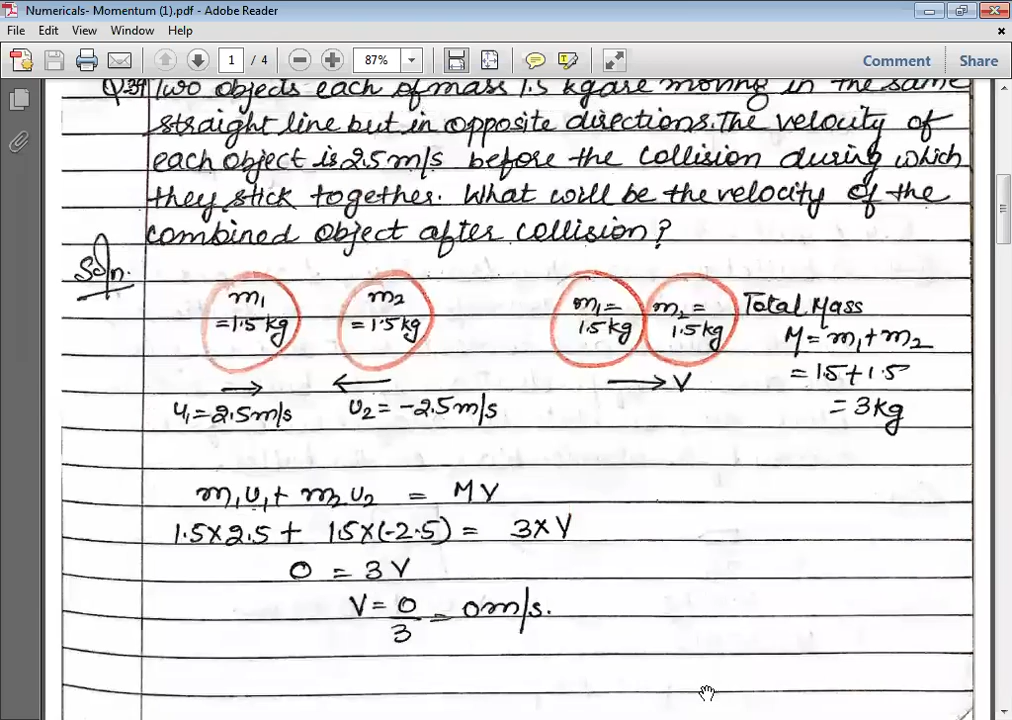 Numericals- Momentum (1).pdf - Adobe Reader
File Edit View Window Help
1 / 4 87% Comment Share
Two objects each of mass 1.5 kg are moving in the same
straight line but in opposite directions. The velocity of
each object is 2.5 m/s before the collision during which
they stick together. What will be the velocity of the
combined object after collision?
Soln.
m1 = 1.5 kg
m2 = 1.5 kg
m1 = 1.5 kg
m2 = 1.5 kg
Total Mass
M = m1 + m2
= 1.5 + 1.5
= 3 kg
→ ← → V
u1 = 2.5 m/s u2 = -2.5 m/s
m1u1 + m2u2 = MV
1.5 × 2.5 + 1.5 × (-2.5) = 3 × V
0 = 3V
V = 0/3 = 0 m/s.